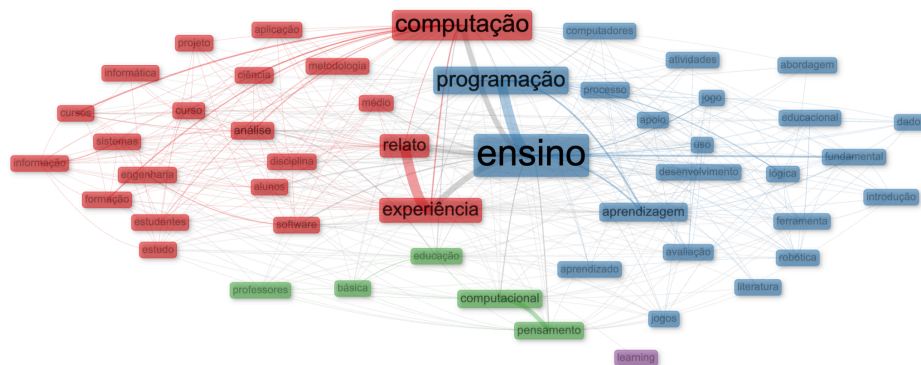 computação
aplicação
computadores
projeto
atividades
abordagem
informática
ciência
metodologia
programação
processo
jogo
médio
cursos
curso
apoio
educacional
dado
análise
sistemas
relato
ensino
uso
informação
disciplina
fundamental
engenharia
desenvolvimento
lógica
alunos
formação
introdução
experiência
aprendizagem
estudantes
software
ferramenta
estudo
educação
avaliação
robótica
aprendizado
professores
básica
literatura
computacional
jogos
pensamento
learning